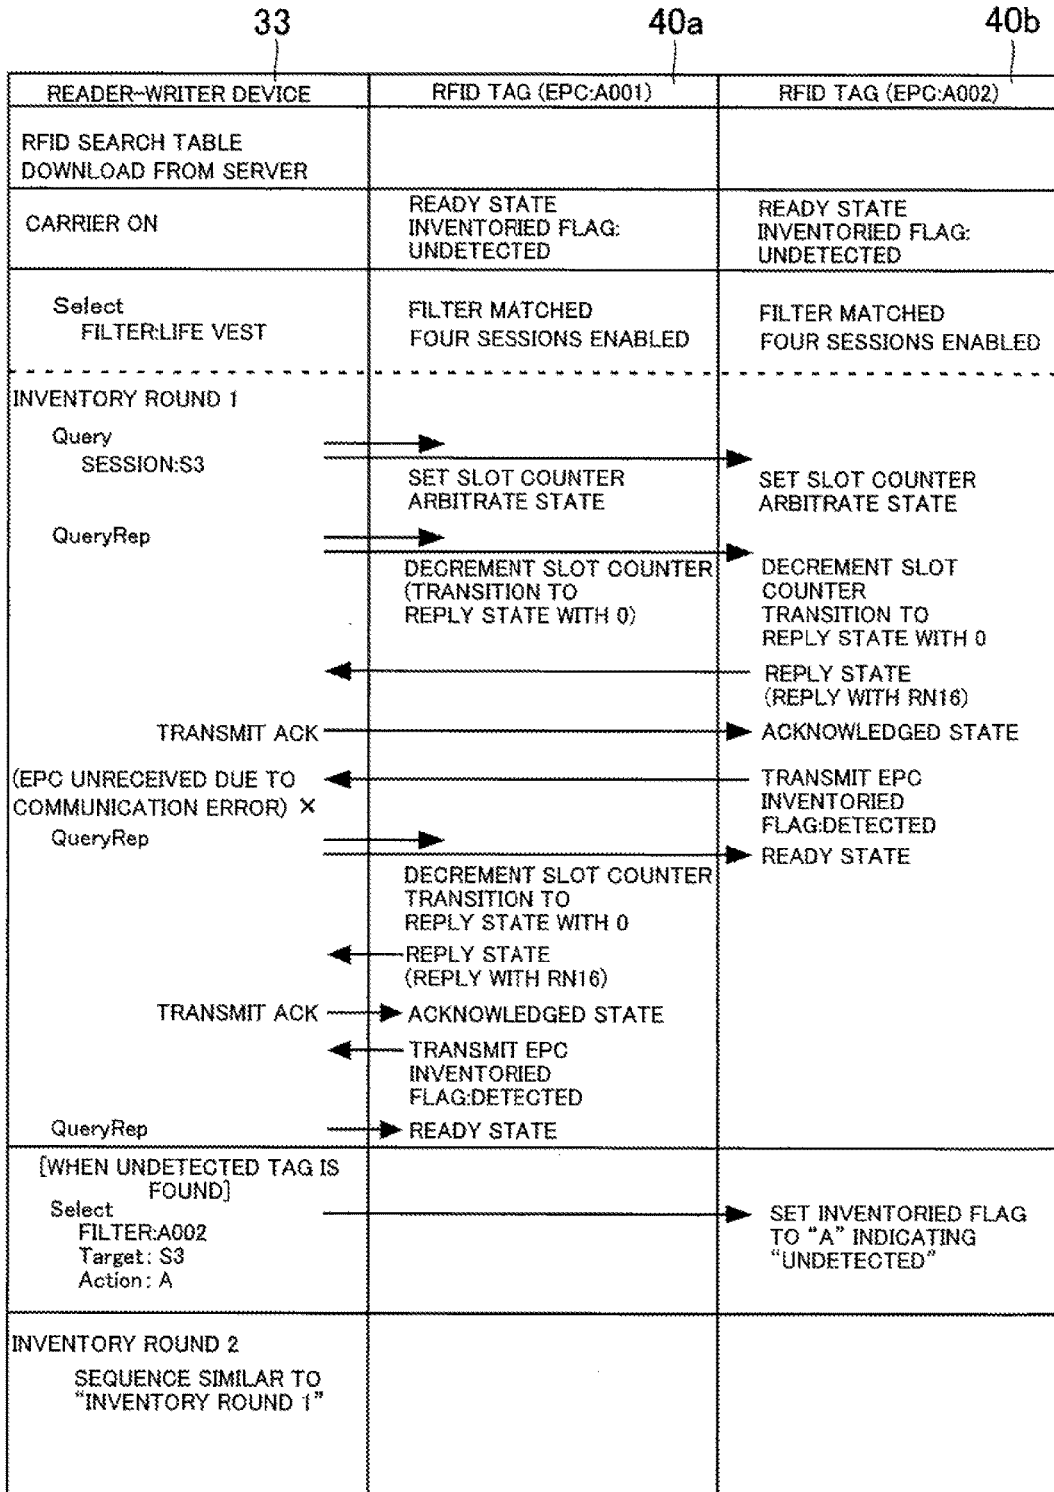 33
40a
40b
READER-WRITER DEVICE
RFID TAG (EPC:A001)
RFID TAG (EPC:A002)
RFID SEARCH TABLE
DOWNLOAD FROM SERVER
CARRIER ON
READY STATE
INVENTORIED FLAG:
UNDETECTED
READY STATE
INVENTORIED FLAG:
UNDETECTED
Select
FILTER:LIFE VEST
FILTER MATCHED
FOUR SESSIONS ENABLED
FILTER MATCHED
FOUR SESSIONS ENABLED
INVENTORY ROUND 1
Query
SESSION:S3
SET SLOT COUNTER
ARBITRATE STATE
SET SLOT COUNTER
ARBITRATE STATE
QueryRep
DECREMENT SLOT COUNTER
(TRANSITION TO
REPLY STATE WITH 0)
DECREMENT SLOT
COUNTER
TRANSITION TO
REPLY STATE WITH 0
REPLY STATE
(REPLY WITH RN16)
TRANSMIT ACK
ACKNOWLEDGED STATE
(EPC UNRECEIVED DUE TO
COMMUNICATION ERROR) ×
TRANSMIT EPC
INVENTORIED
FLAG:DETECTED
QueryRep
READY STATE
DECREMENT SLOT COUNTER
TRANSITION TO
REPLY STATE WITH 0
REPLY STATE
(REPLY WITH RN16)
TRANSMIT ACK
ACKNOWLEDGED STATE
TRANSMIT EPC
INVENTORIED
FLAG:DETECTED
QueryRep
READY STATE
[WHEN UNDETECTED TAG IS
FOUND]
Select
FILTER:A002
Target: S3
Action: A
SET INVENTORIED FLAG
TO "A" INDICATING
"UNDETECTED"
INVENTORY ROUND 2
SEQUENCE SIMILAR TO
"INVENTORY ROUND 1"